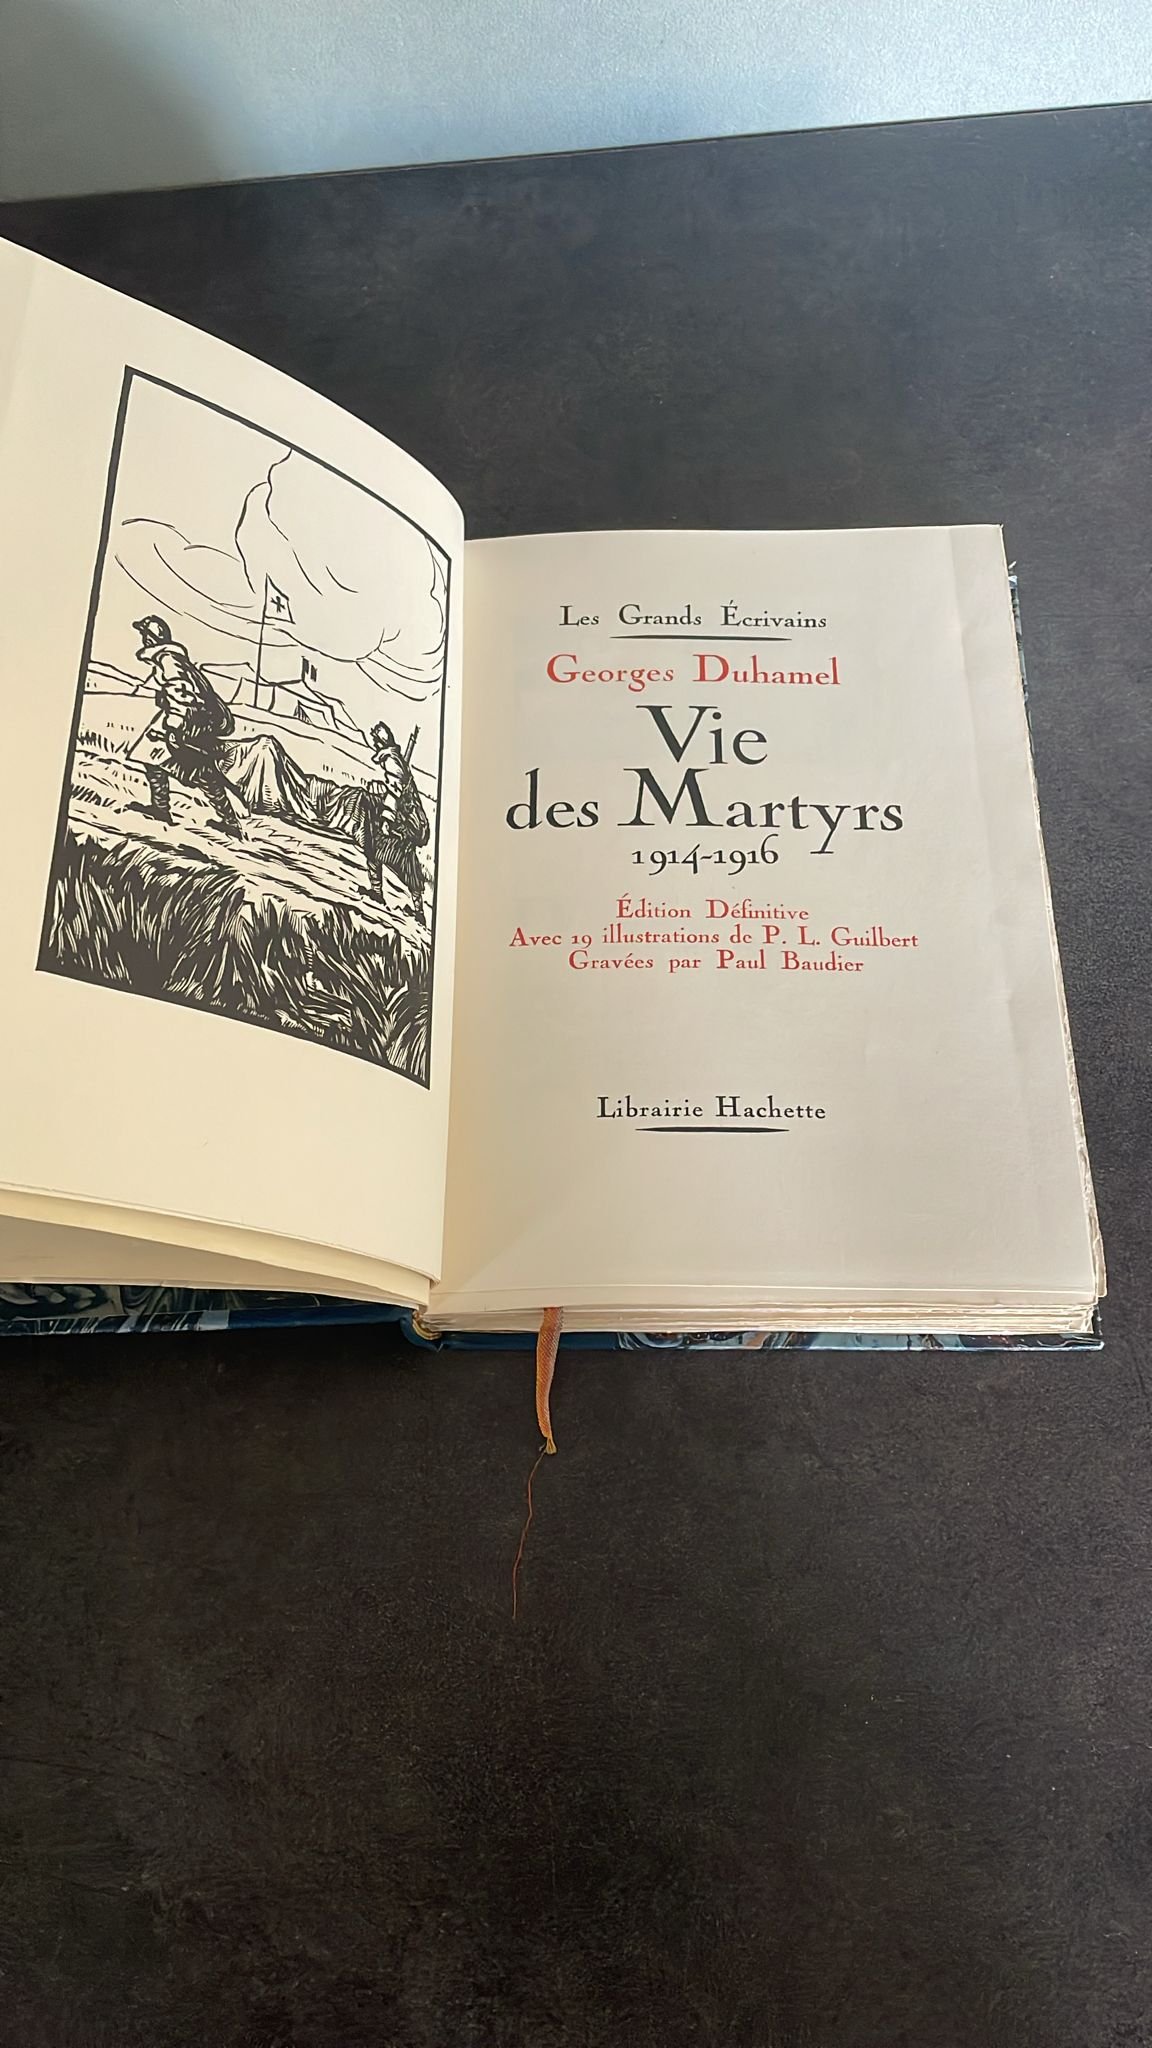 Les Grands Écrivains
Georges Duhamel
Vie
des Martyrs
1914-1916
Édition Définitive
Avec 19 illustrations de P. L. Guilbert
Gravées par Paul Baudier
Librairie Hachette